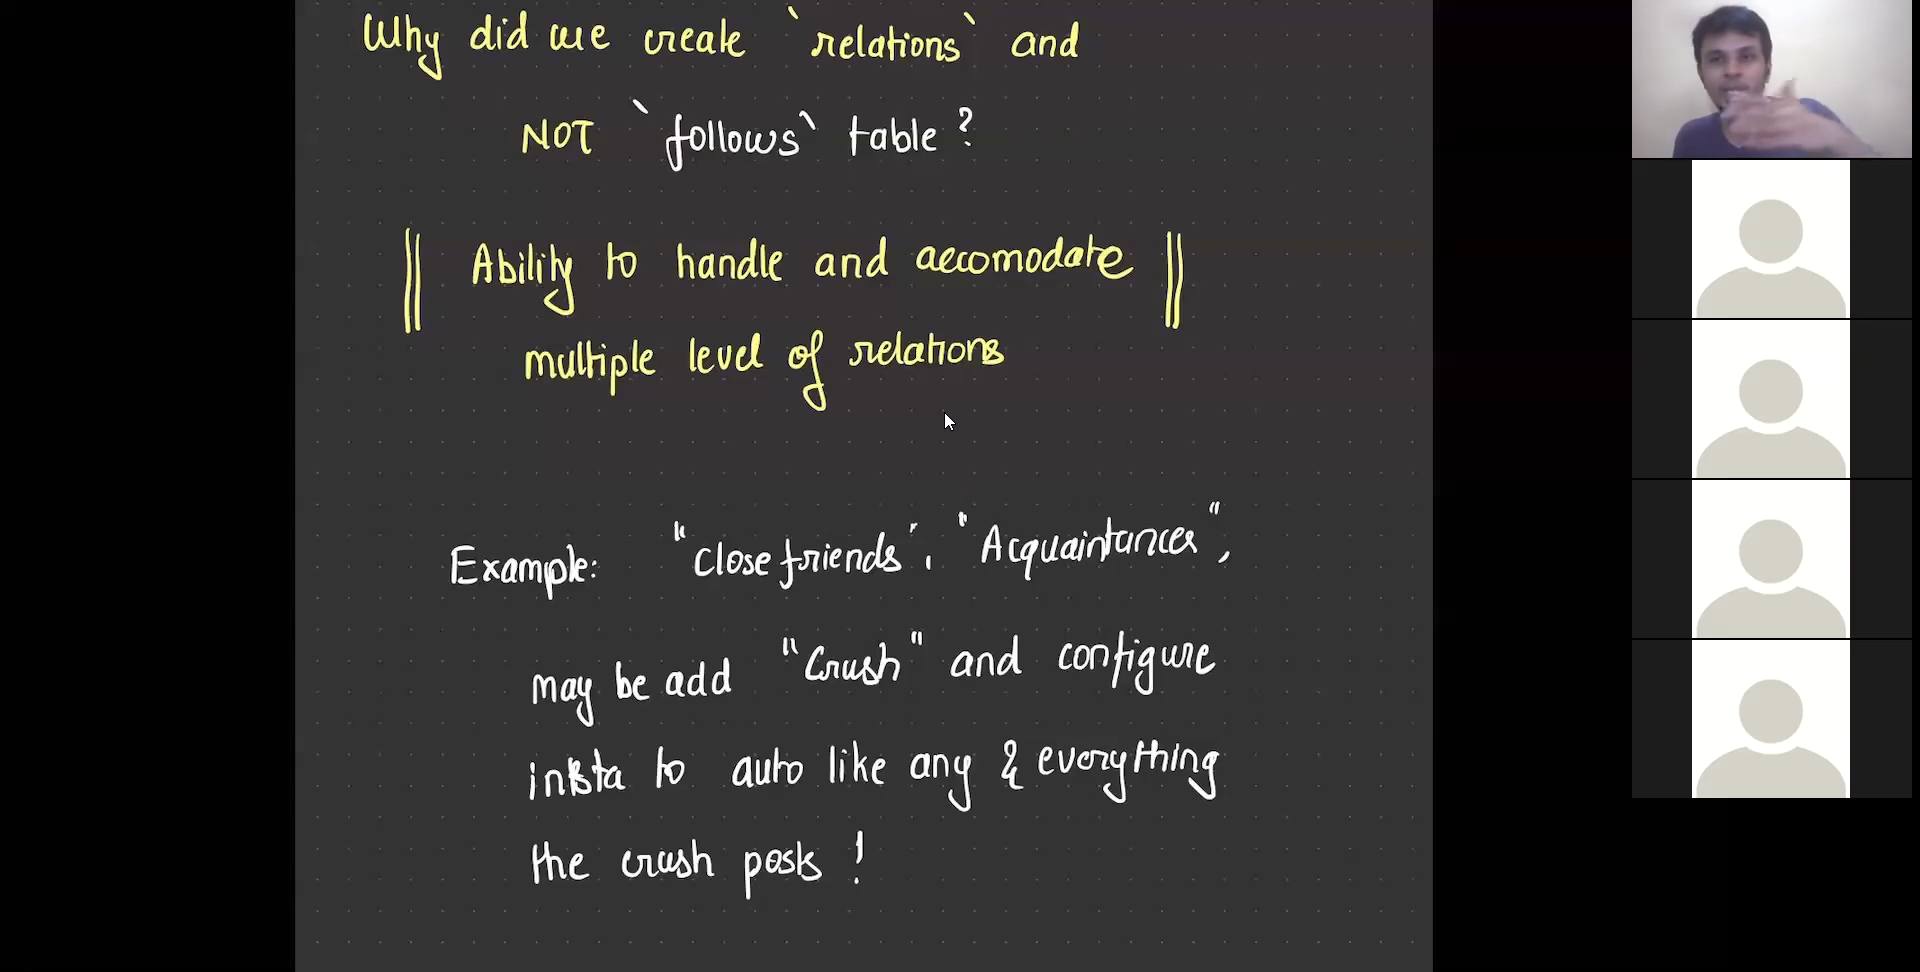 Why did we create `relations` and
NOT `follows` table?
Ability to handle and accomodate
multiple level of relations
Example: "Close friends", "Acquaintances",
may be add "Crush" and configure
insta to auto like any & everything
the crush posts!